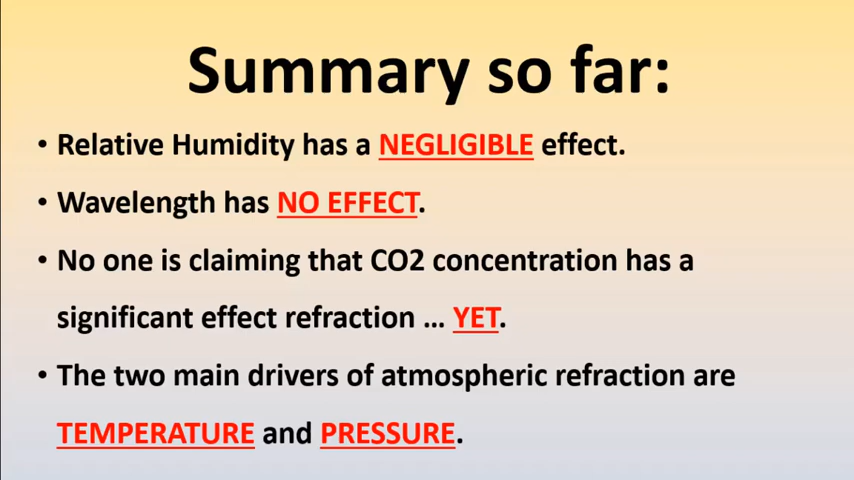 Summary so far:
• Relative Humidity has a NEGLIGIBLE effect.
• Wavelength has NO EFFECT.
• No one is claiming that CO2 concentration has a
significant effect refraction ... YET.
• The two main drivers of atmospheric refraction are
TEMPERATURE and PRESSURE.